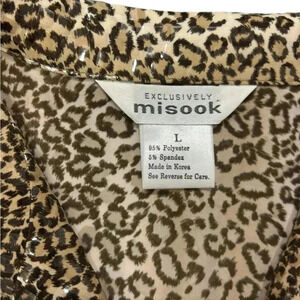 EXCLUSIVELY
misook
L
95% Polyester
5% Spandex
Made in Korea
See Reverse for Care.